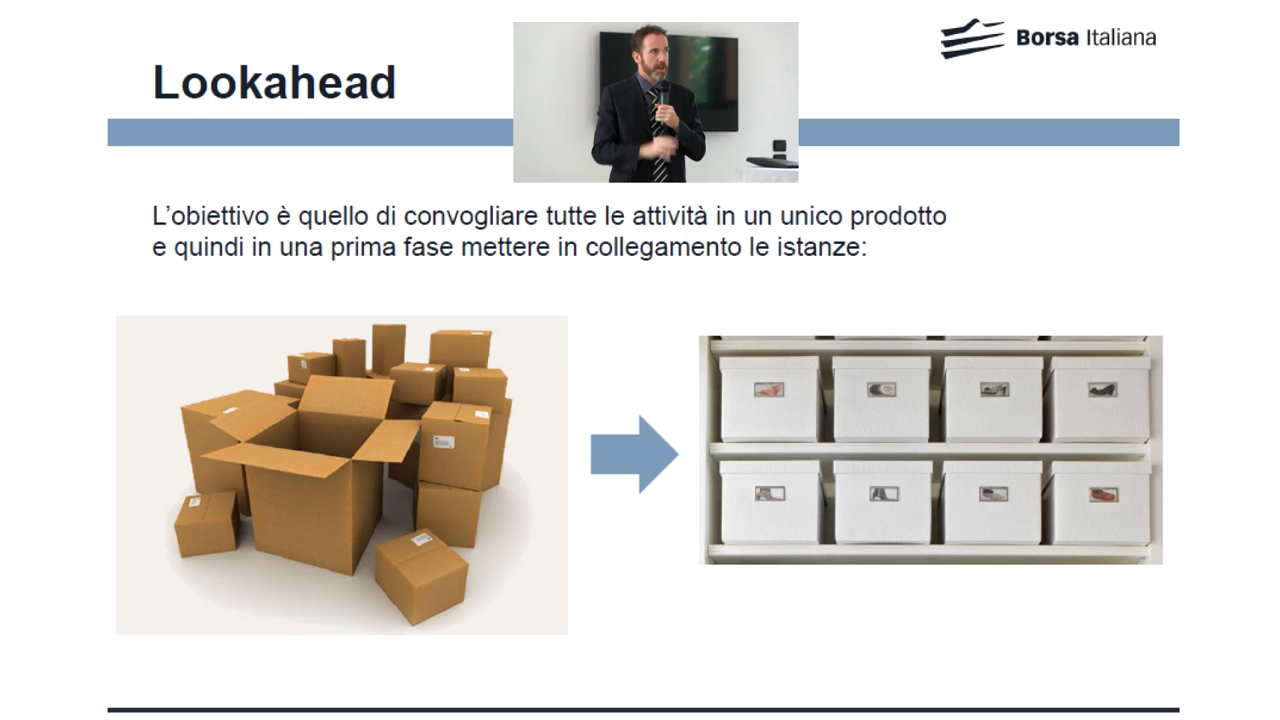 Borsa Italiana
Lookahead
L’obiettivo è quello di convogliare tutte le attività in un unico prodotto
e quindi in una prima fase mettere in collegamento le istanze: